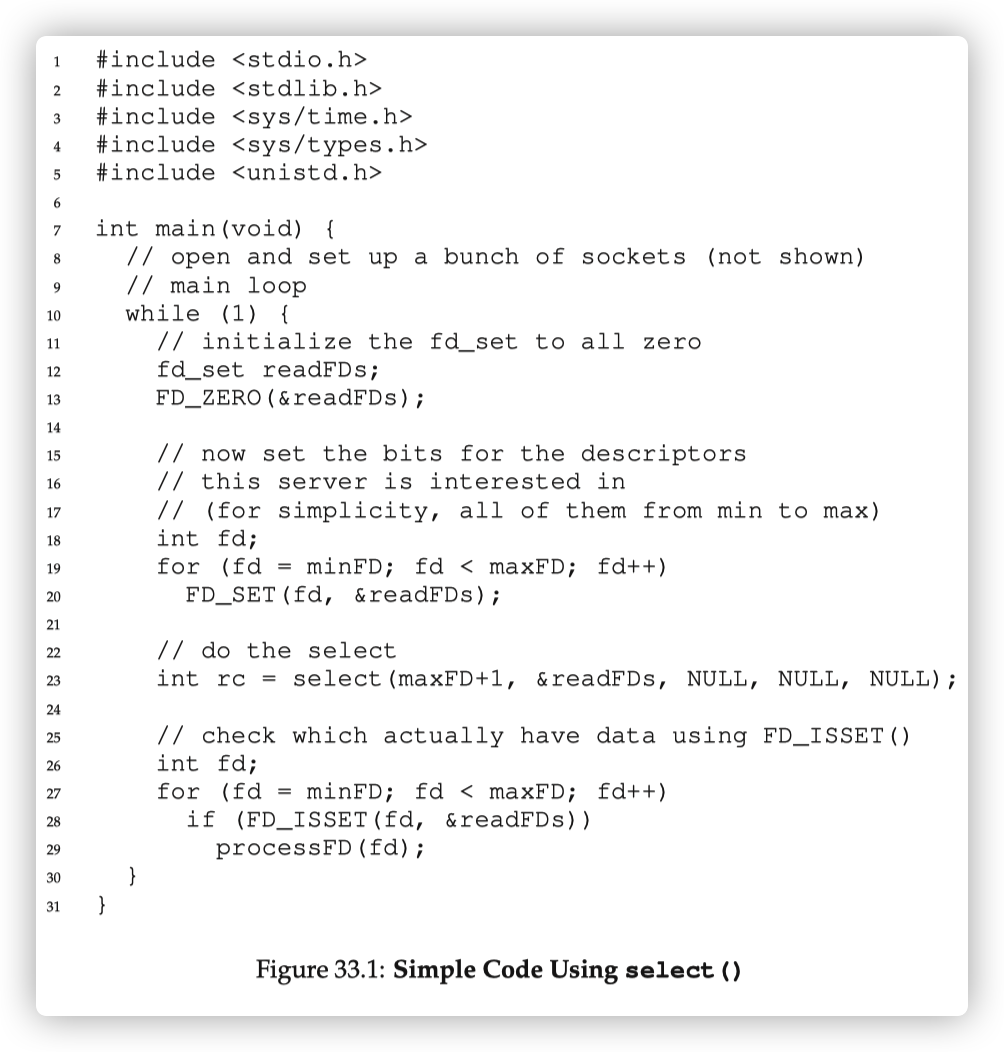 1 #include <stdio.h>
2 #include <stdlib.h>
3 #include <sys/time.h>
4 #include <sys/types.h>
5 #include <unistd.h>
6
7 int main(void) {
8   // open and set up a bunch of sockets (not shown)
9   // main loop
10   while (1) {
11     // initialize the fd_set to all zero
12     fd_set readFDs;
13     FD_ZERO(&readFDs);
14
15     // now set the bits for the descriptors
16     // this server is interested in
17     // (for simplicity, all of them from min to max)
18     int fd;
19     for (fd = minFD; fd < maxFD; fd++)
20       FD_SET(fd, &readFDs);
21
22     // do the select
23     int rc = select(maxFD+1, &readFDs, NULL, NULL, NULL);
24
25     // check which actually have data using FD_ISSET()
26     int fd;
27     for (fd = minFD; fd < maxFD; fd++)
28       if (FD_ISSET(fd, &readFDs))
29         processFD(fd);
30   }
31 }
Figure 33.1: Simple Code Using select()